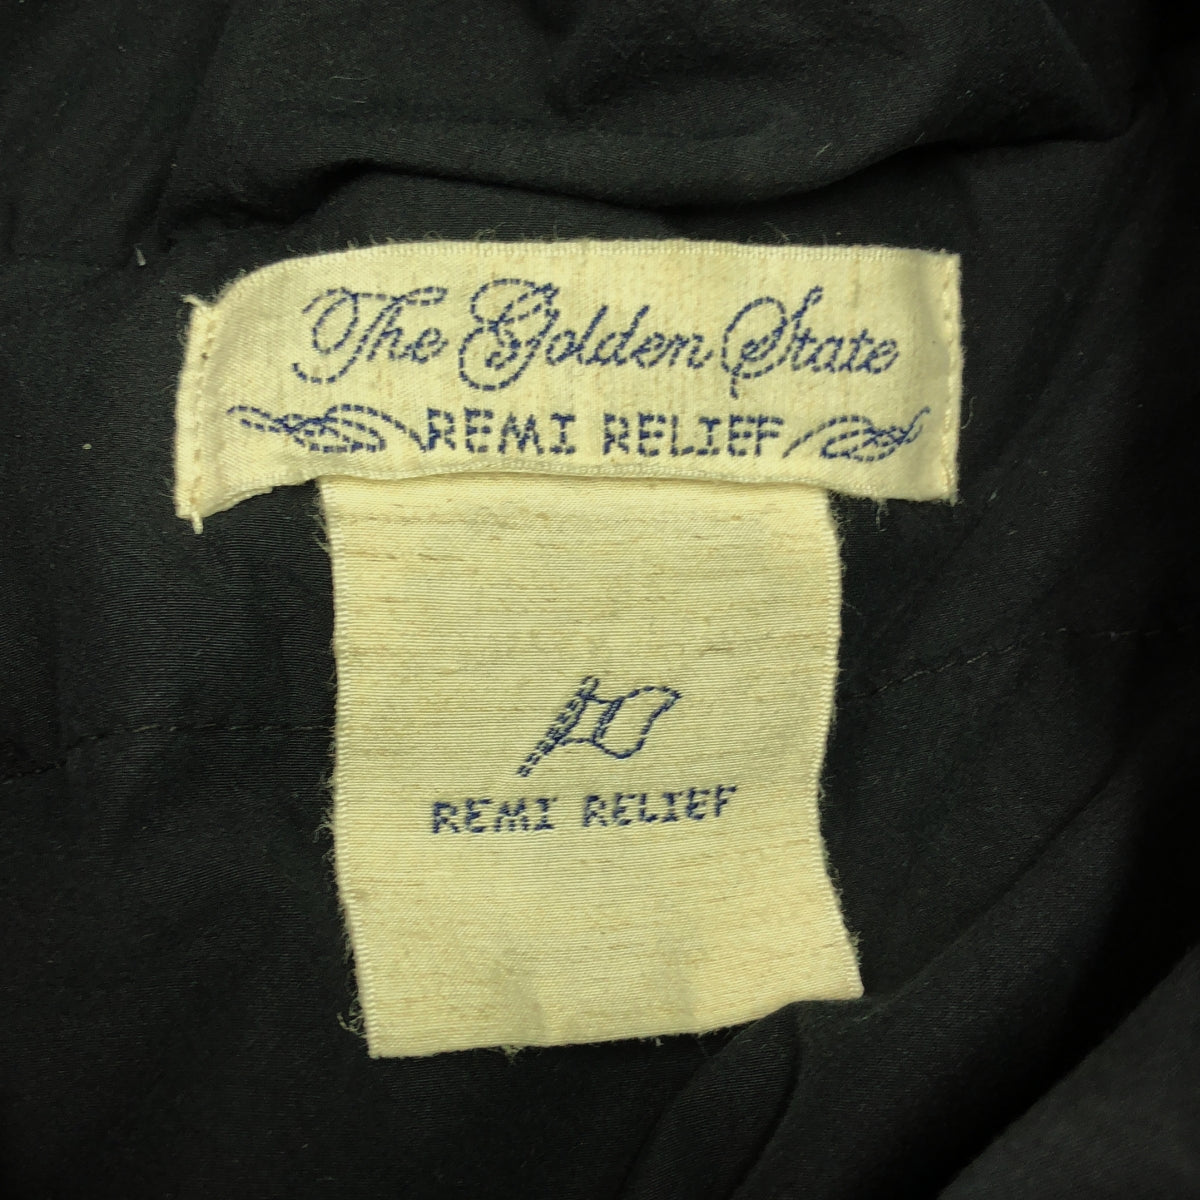 The Golden State
REMI RELIEF
REMI RELIEF